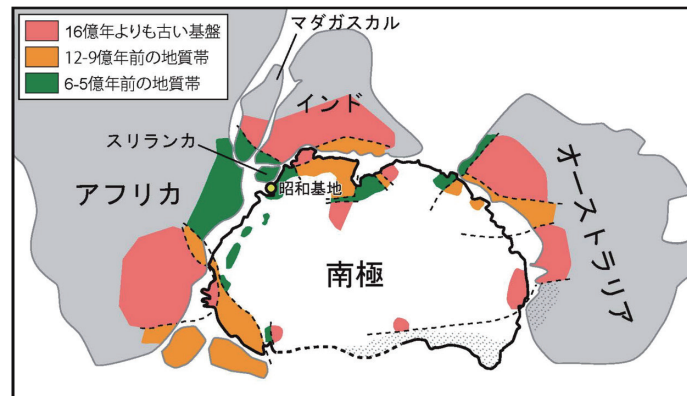 16億年よりも古い基盤
12-9億年前の地質帯
6-5億年前の地質帯
マダガスカル
インド
スリランカ
アフリカ
昭和基地
南極
オーストラリア